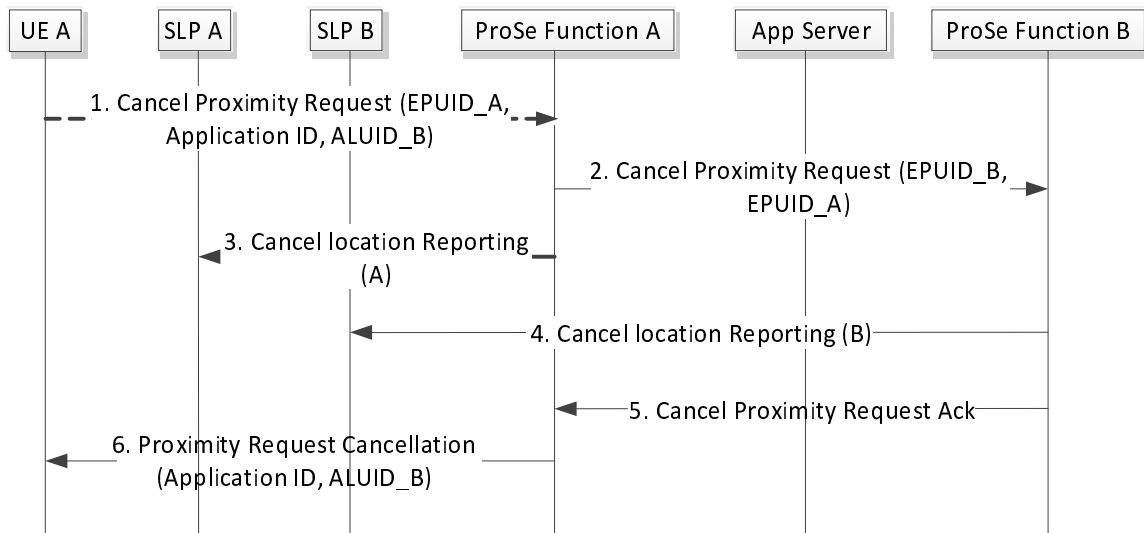 UE A
SLP A
SLP B
ProSe Function A
App Server
ProSe Function B
1. Cancel Proximity Request (EPUID_A,
Application ID, ALUID_B)
2. Cancel Proximity Request (EPUID_B,
EPUID_A)
3. Cancel location Reporting
(A)
4. Cancel location Reporting (B)
5. Cancel Proximity Request Ack
6. Proximity Request Cancellation
(Application ID, ALUID_B)